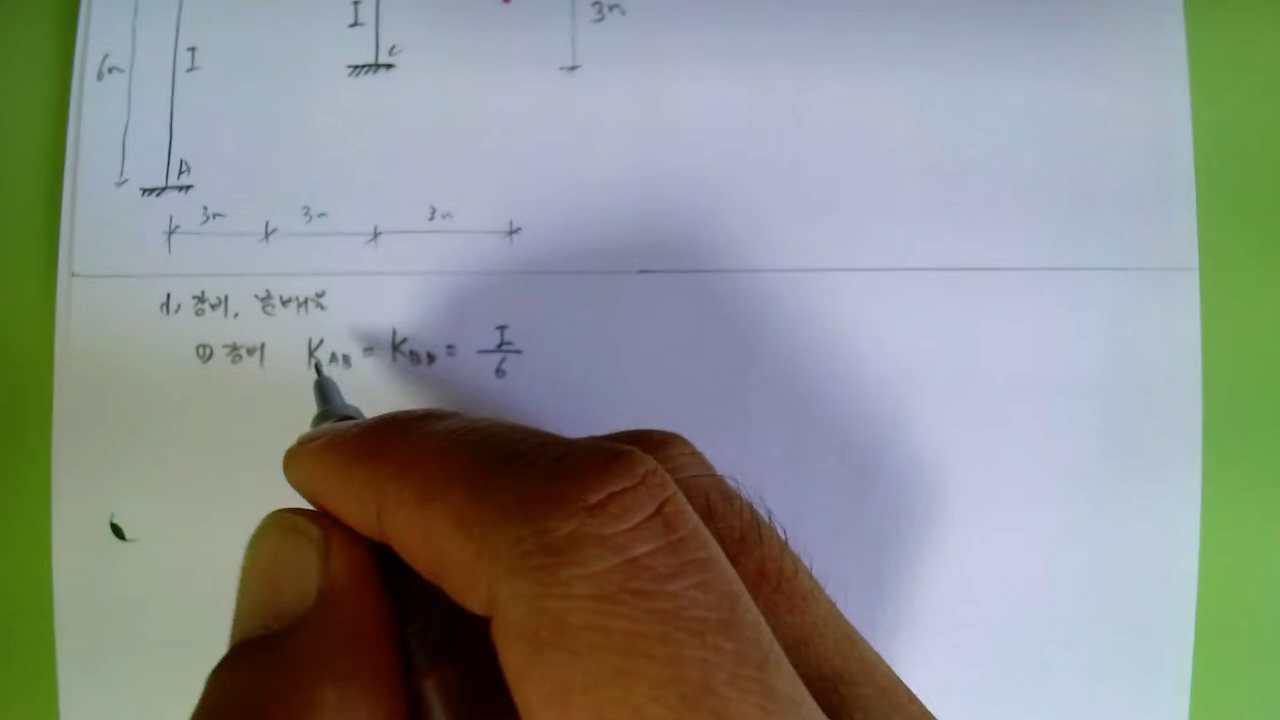 I
3m
6m
I
C
A
3m 3m 3m
1) 강비, 분배율
① 강비 K_AB = K_BD = I/6